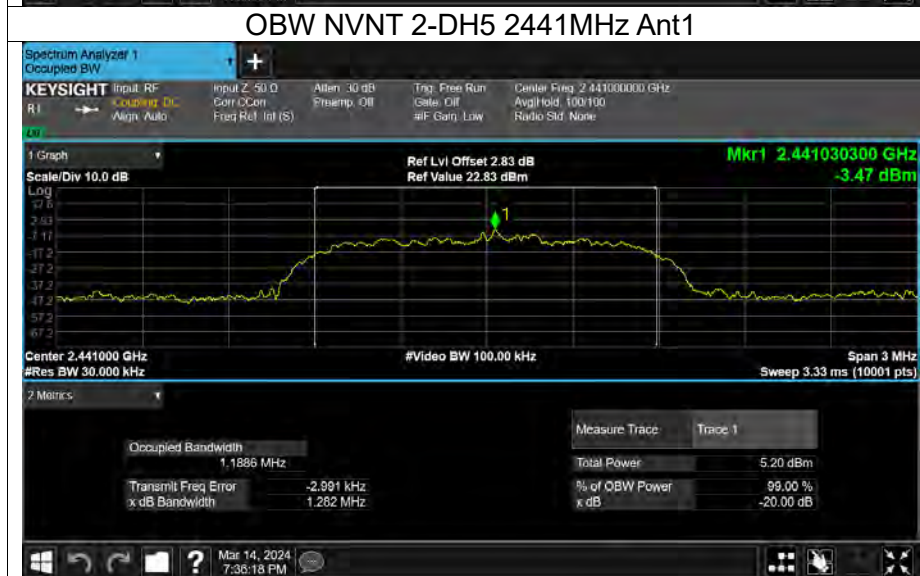 OBW NVNT 2-DH5 2441MHz Ant1
Spectrum Analyzer 1
Occupied BW
+
KEYSIGHT Input: RF Input Z: 50 Ω Atten: 30 dB Trig: Free Run Center Freq: 2.441000000 GHz
Coupling: DC Corr CCorr Preamp: Off Gate: Off Avg|Hold: 100/100
Align: Auto Freq Ref: Int (S) #IF Gain: Low Radio Std: None
1 Graph
Ref Lvl Offset 2.83 dB
Mkr1 2.441030300 GHz
Scale/Div 10.0 dB
Ref Value 22.83 dBm
-3.47 dBm
Log
2.83
-7.17
-17.2
-27.2
-37.2
-47.2
-57.2
-67.2
1
Center 2.441000 GHz
#Video BW 100.00 kHz
Span 3 MHz
#Res BW 30.000 kHz
Sweep 3.33 ms (10001 pts)
2 Metrics
Measure Trace Trace 1
Occupied Bandwidth
1.1886 MHz
Total Power 5.20 dBm
Transmit Freq Error -2.991 kHz
% of OBW Power 99.00 %
x dB Bandwidth 1.282 MHz
x dB -20.00 dB
?
Mar 14, 2024
7:36:18 PM